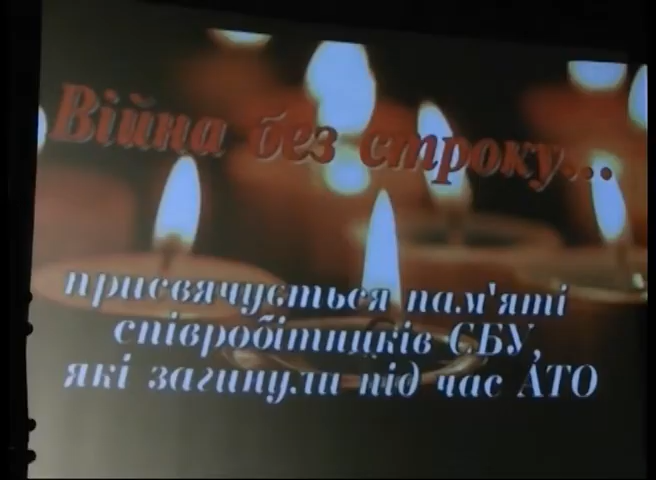 Війна без строку...
присвячується пам'яті
співробітників СБУ,
які загинули під час АТО